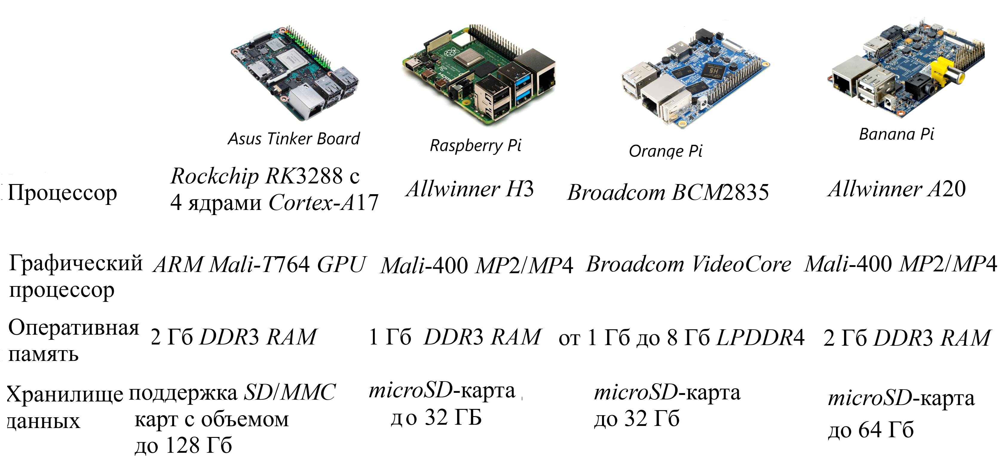 Asus Tinker Board
Raspberry Pi
Orange Pi
Banana Pi
Процессор
Rockchip RK3288 с
4 ядрами Cortex-A17
Allwinner H3
Broadcom BCM2835
Allwinner A20
Графический
процессор
ARM Mali-T764 GPU
Mali-400 MP2/MP4
Broadcom VideoCore
Mali-400 MP2/MP4
Оперативная
память
2 Гб DDR3 RAM
1 Гб DDR3 RAM
от 1 Гб до 8 Гб LPDDR4
2 Гб DDR3 RAM
Хранилище
данных
поддержка SD/MMC
карт с объемом
до 128 Гб
microSD-карта
до 32 ГБ
microSD-карта
до 32 Гб
microSD-карта
до 64 Гб
H5
HDMI